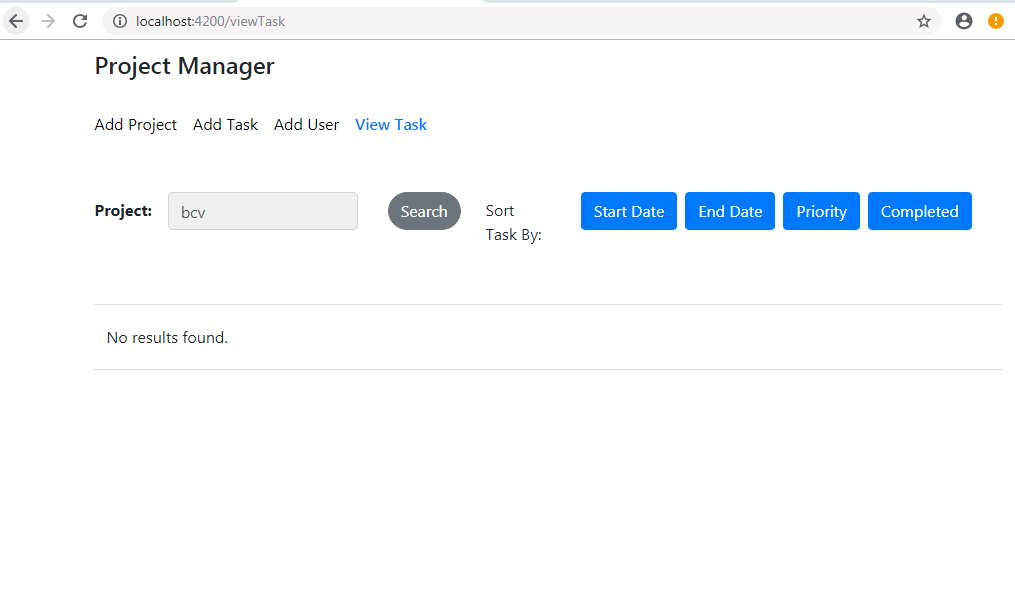 localhost:4200/viewTask
Project Manager
Add Project Add Task Add User View Task
Project: bcv Search Sort Task By: Start Date End Date Priority Completed
No results found.